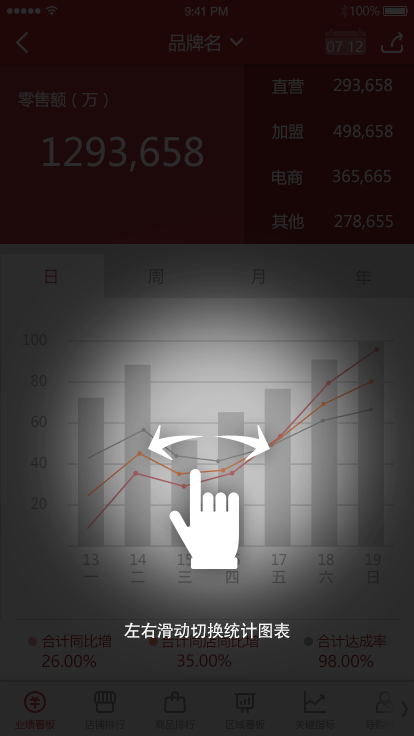 9:41 PM 100%
品牌名 07.12
零售额（万）
1293,658
直营 293,658
加盟 498,658
电商 365,665
其他 278,655
日 周 月 年
100
80
60
40
20
13 14 15 16 17 18 19
一 二 三 四 五 六 日
左右滑动切换统计图表
合计同比增 合计同店同比增 合计达成率
26.00% 35.00% 98.00%
业绩看板 店铺排行 商品排行 区域看板 关键指标